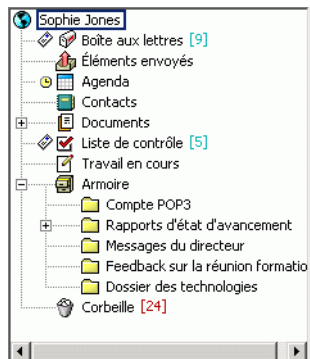 Sophie Jones
Boîte aux lettres [9]
Éléments envoyés
Agenda
Contacts
Documents
Liste de contrôle [5]
Travail en cours
Armoire
Compte POP3
Rapports d'état d'avancement
Messages du directeur
Feedback sur la réunion formatio
Dossier des technologies
Corbeille [24]